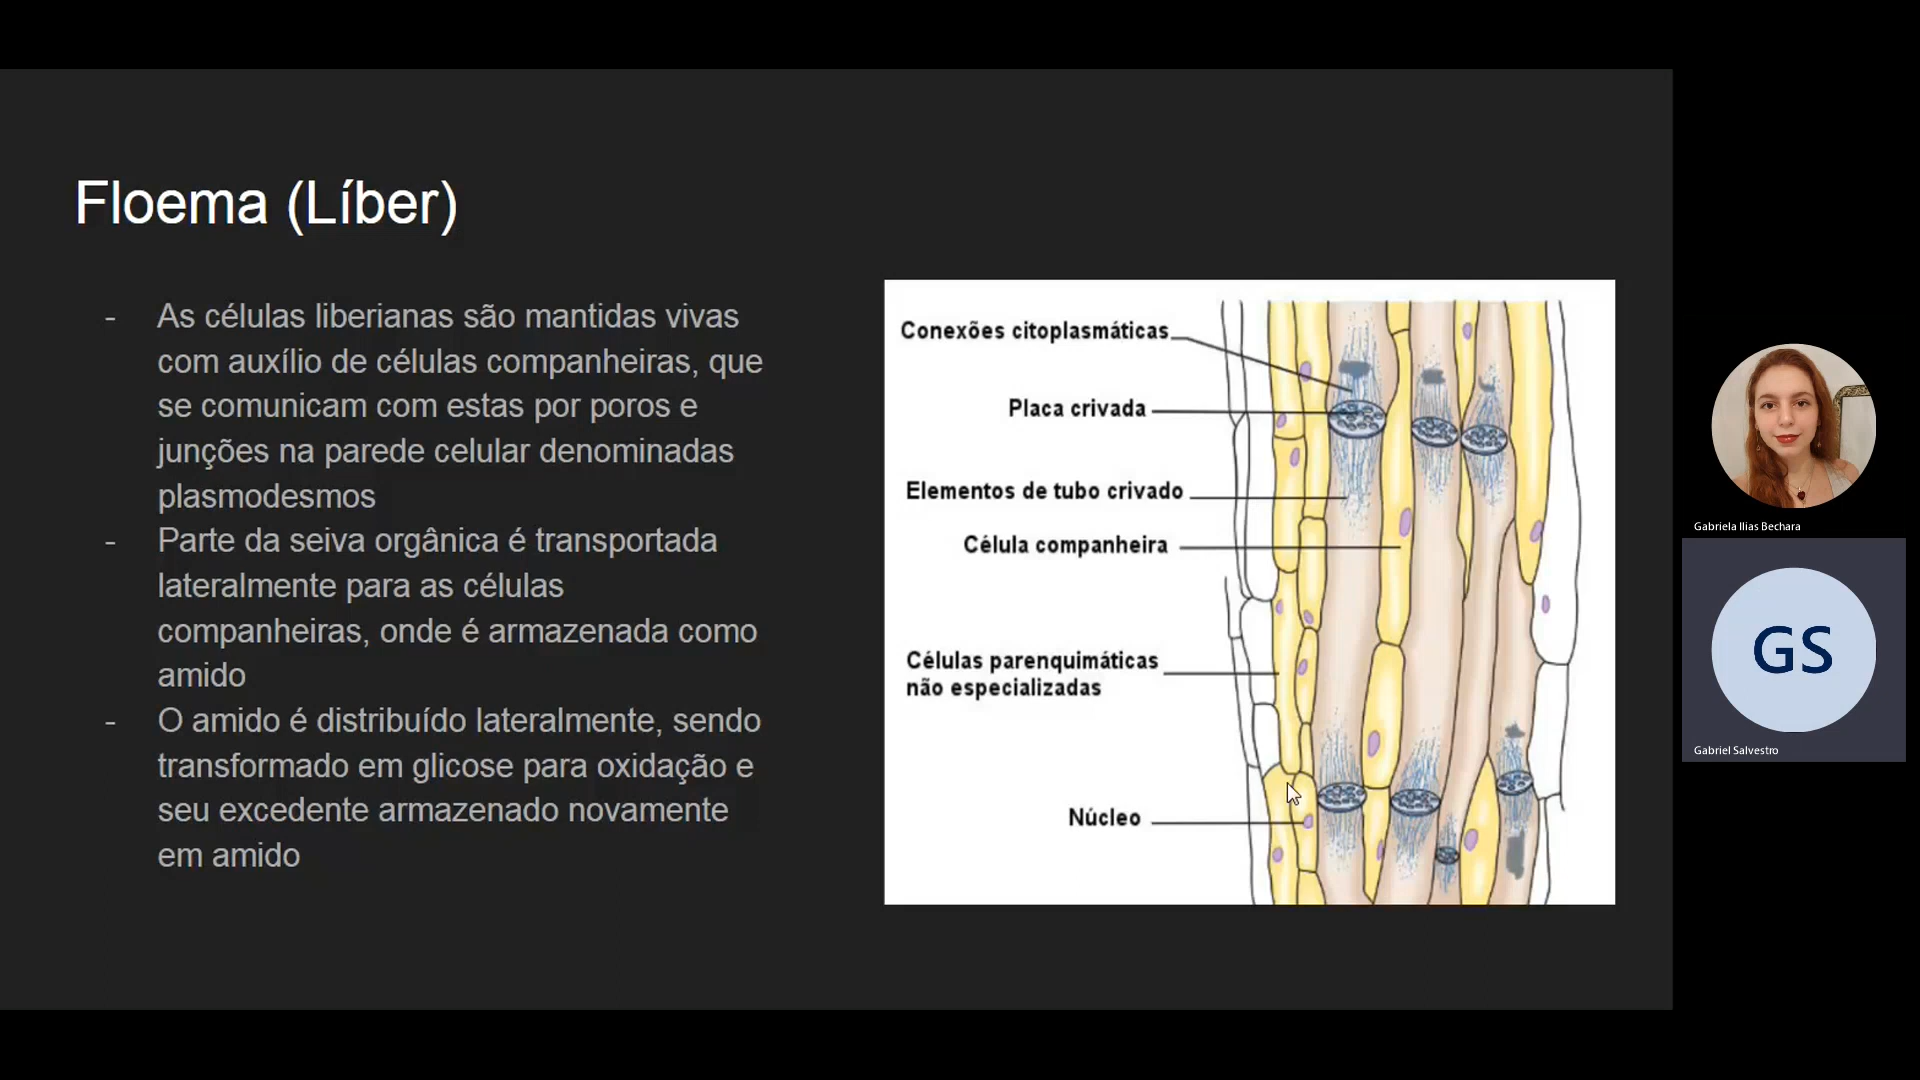 Floema (Líber)
- As células liberianas são mantidas vivas
com auxílio de células companheiras, que
se comunicam com estas por poros e
junções na parede celular denominadas
plasmodesmos
- Parte da seiva orgânica é transportada
lateralmente para as células
companheiras, onde é armazenada como
amido
- O amido é distribuído lateralmente, sendo
transformado em glicose para oxidação e
seu excedente armazenado novamente
em amido
Conexões citoplasmáticas
Placa crivada
Elementos de tubo crivado
Célula companheira
Células parenquimáticas
não especializadas
Núcleo
Gabriela Ilias Bechara
GS
Gabriel Salvestro